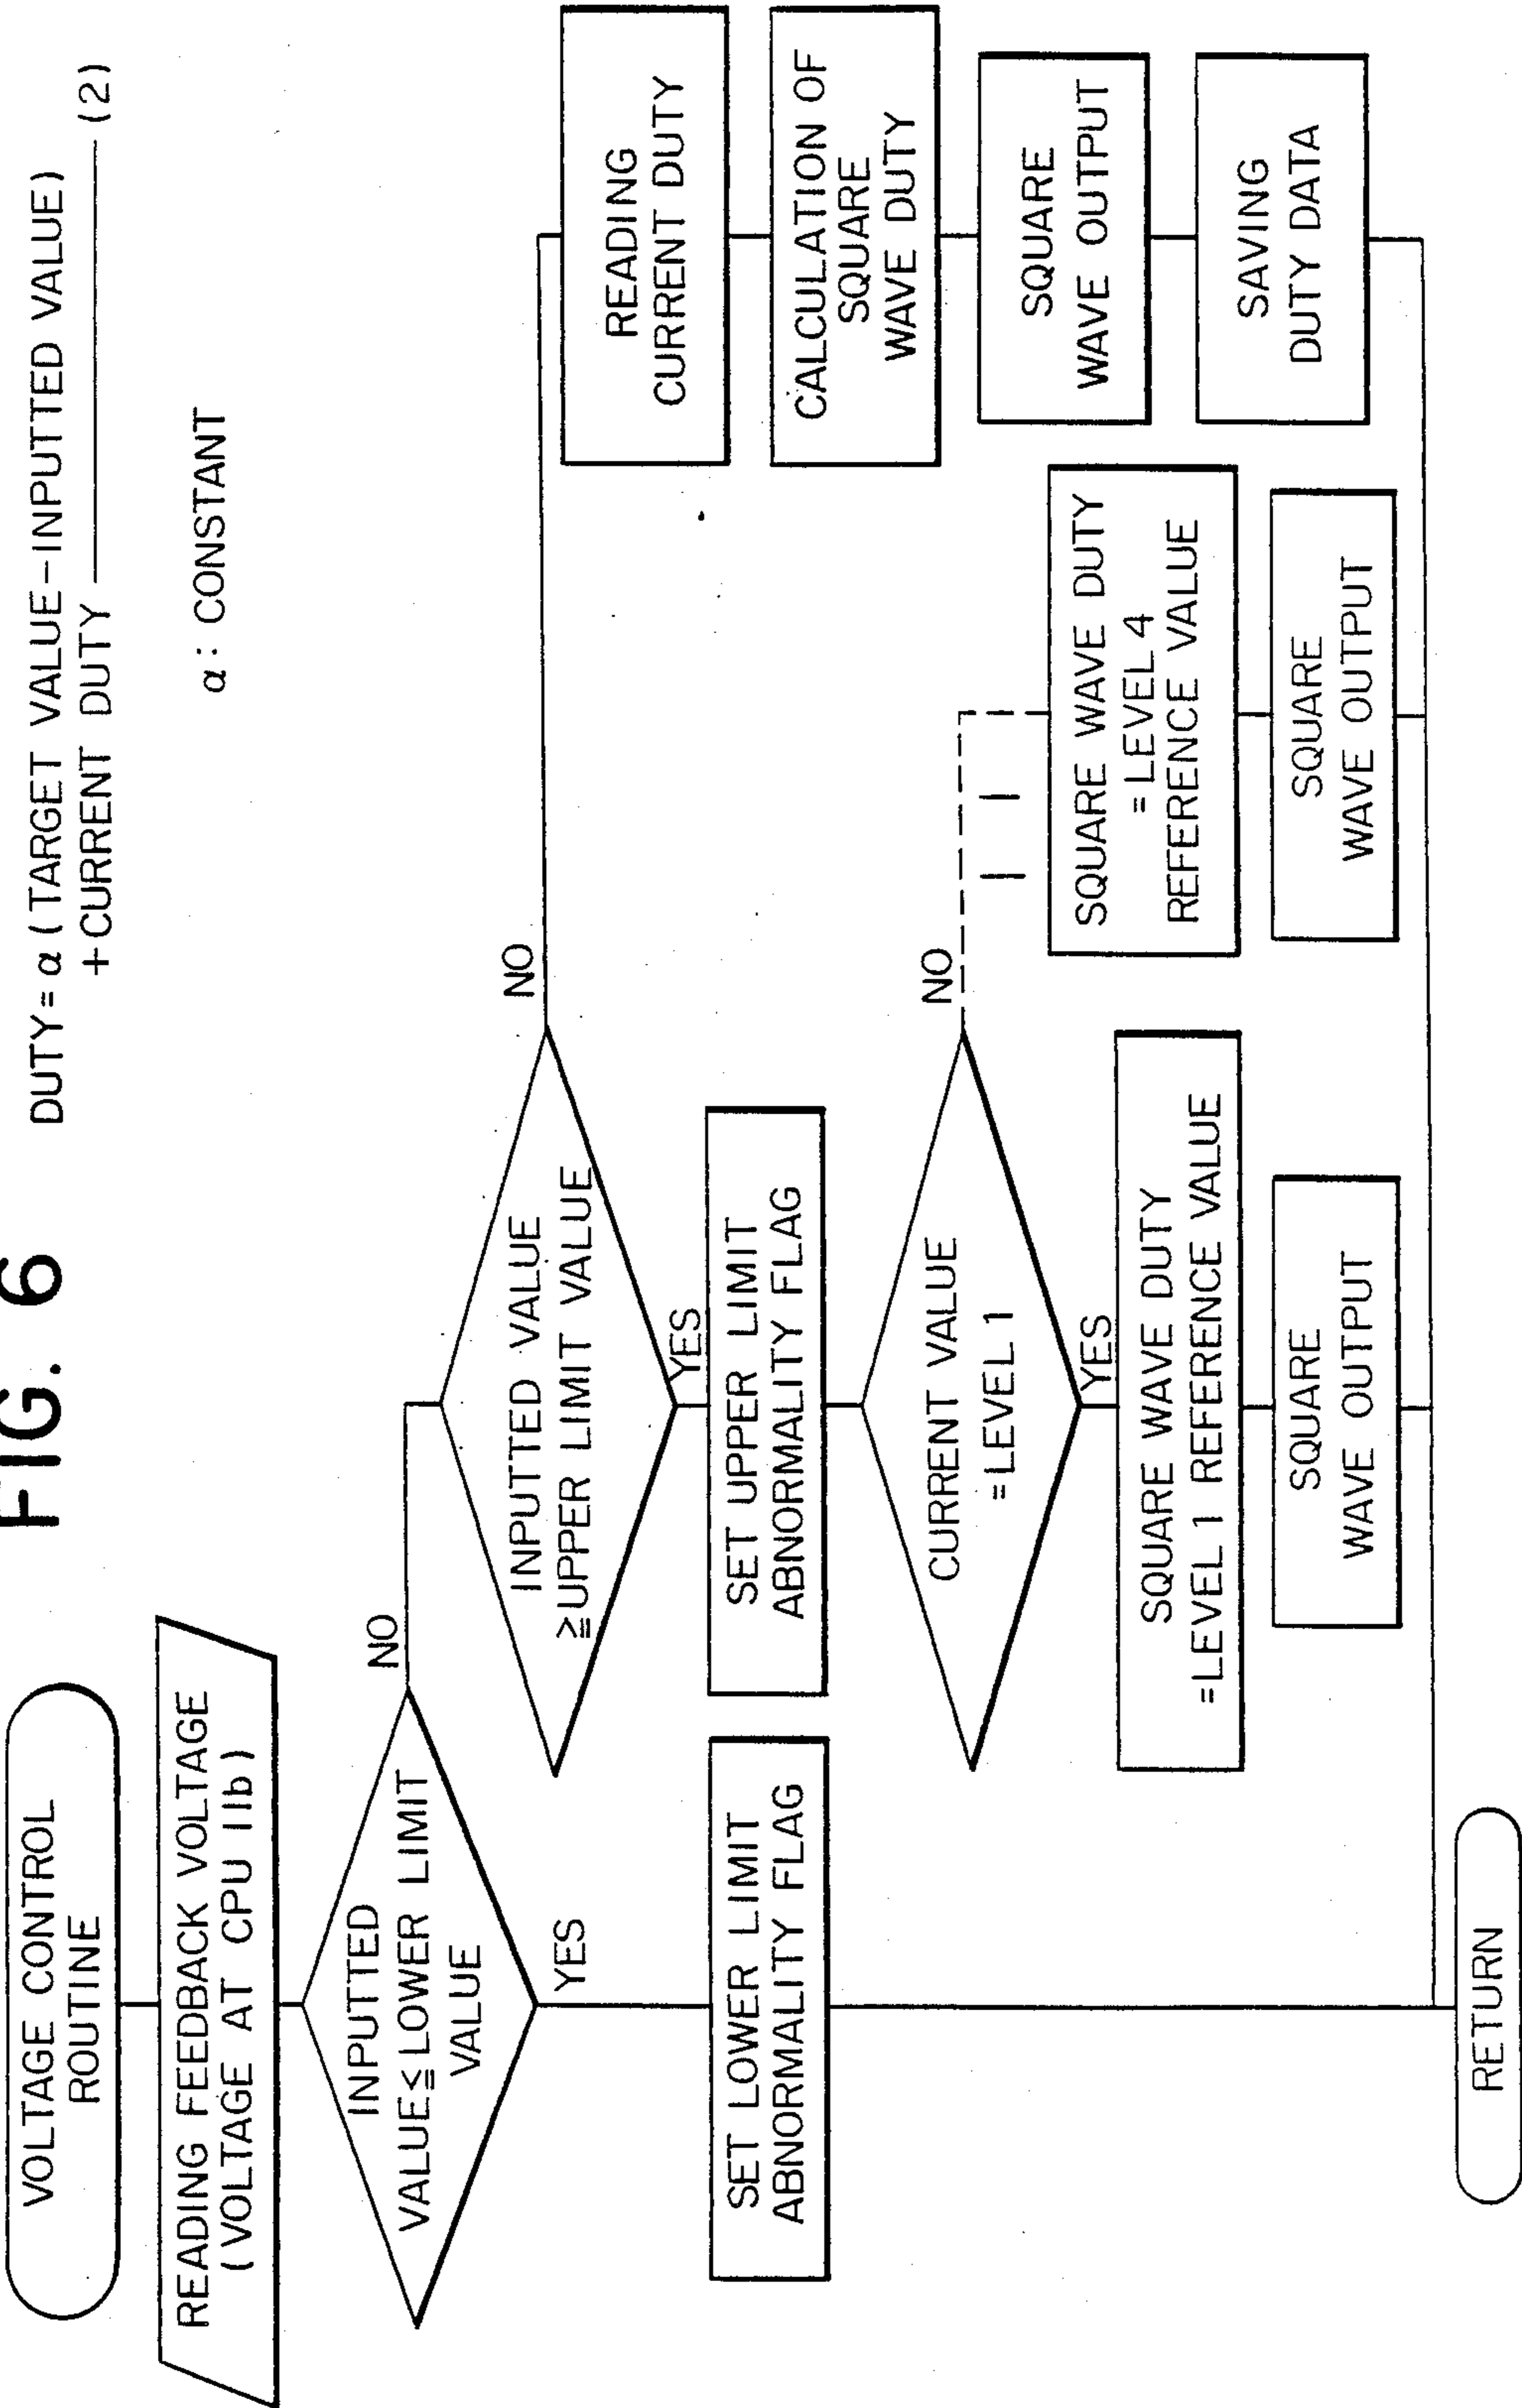 FIG. 6
DUTY = α (TARGET VALUE-INPUTTED VALUE)
+CURRENT DUTY ——— (2)
α : CONSTANT
VOLTAGE CONTROL
ROUTINE
READING FEEDBACK VOLTAGE
(VOLTAGE AT CPU 11b)
INPUTTED
VALUE≦LOWER LIMIT
VALUE
NO
YES
SET LOWER LIMIT
ABNORMALITY FLAG
INPUTTED VALUE
≧UPPER LIMIT VALUE
NO
YES
SET UPPER LIMIT
ABNORMALITY FLAG
CURRENT VALUE
=LEVEL 1
NO
YES
SQUARE WAVE DUTY
=LEVEL 1 REFERENCE VALUE
SQUARE
WAVE OUTPUT
SQUARE WAVE DUTY
=LEVEL 4
REFERENCE VALUE
SQUARE
WAVE OUTPUT
READING
CURRENT DUTY
CALCULATION OF
SQUARE
WAVE DUTY
SQUARE
WAVE OUTPUT
SAVING
DUTY DATA
RETURN